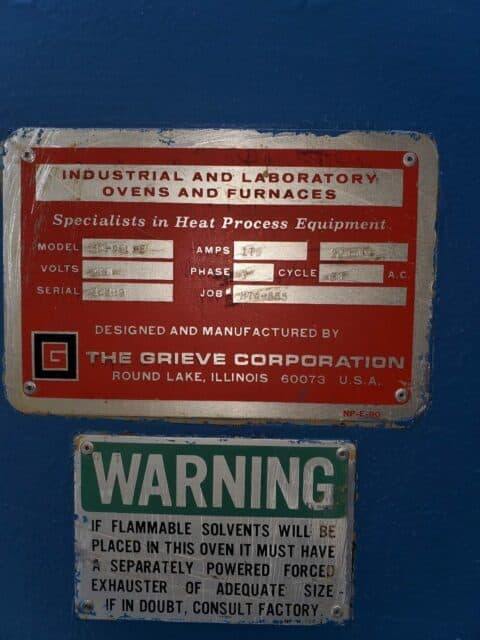 INDUSTRIAL AND LABORATORY
OVENS AND FURNACES
Specialists in Heat Process Equipment
MODEL AMPS
VOLTS PHASE CYCLE A.C.
SERIAL JOB
DESIGNED AND MANUFACTURED BY
G THE GRIEVE CORPORATION
ROUND LAKE, ILLINOIS 60073 U.S.A.
NP-E-90
WARNING
IF FLAMMABLE SOLVENTS WILL BE
PLACED IN THIS OVEN IT MUST HAVE
A SEPARATELY POWERED FORCED
EXHAUSTER OF ADEQUATE SIZE -
IF IN DOUBT, CONSULT FACTORY.